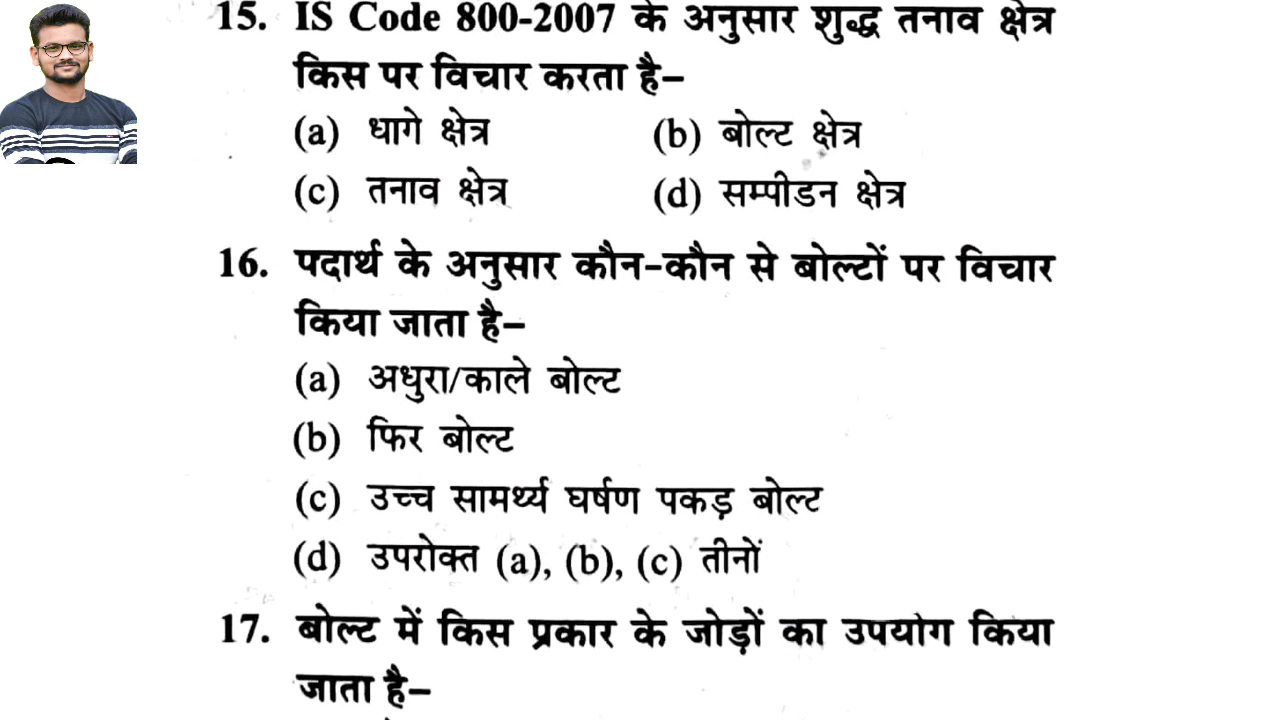 15. IS Code 800-2007 के अनुसार शुद्ध तनाव क्षेत्र
किस पर विचार करता है–
(a) धागे क्षेत्र (b) बोल्ट क्षेत्र
(c) तनाव क्षेत्र (d) सम्पीडन क्षेत्र
16. पदार्थ के अनुसार कौन-कौन से बोल्टों पर विचार
किया जाता है–
(a) अधुरा/काले बोल्ट
(b) फिर बोल्ट
(c) उच्च सामर्थ्य घर्षण पकड़ बोल्ट
(d) उपरोक्त (a), (b), (c) तीनों
17. बोल्ट में किस प्रकार के जोड़ों का उपयोग किया
जाता है–